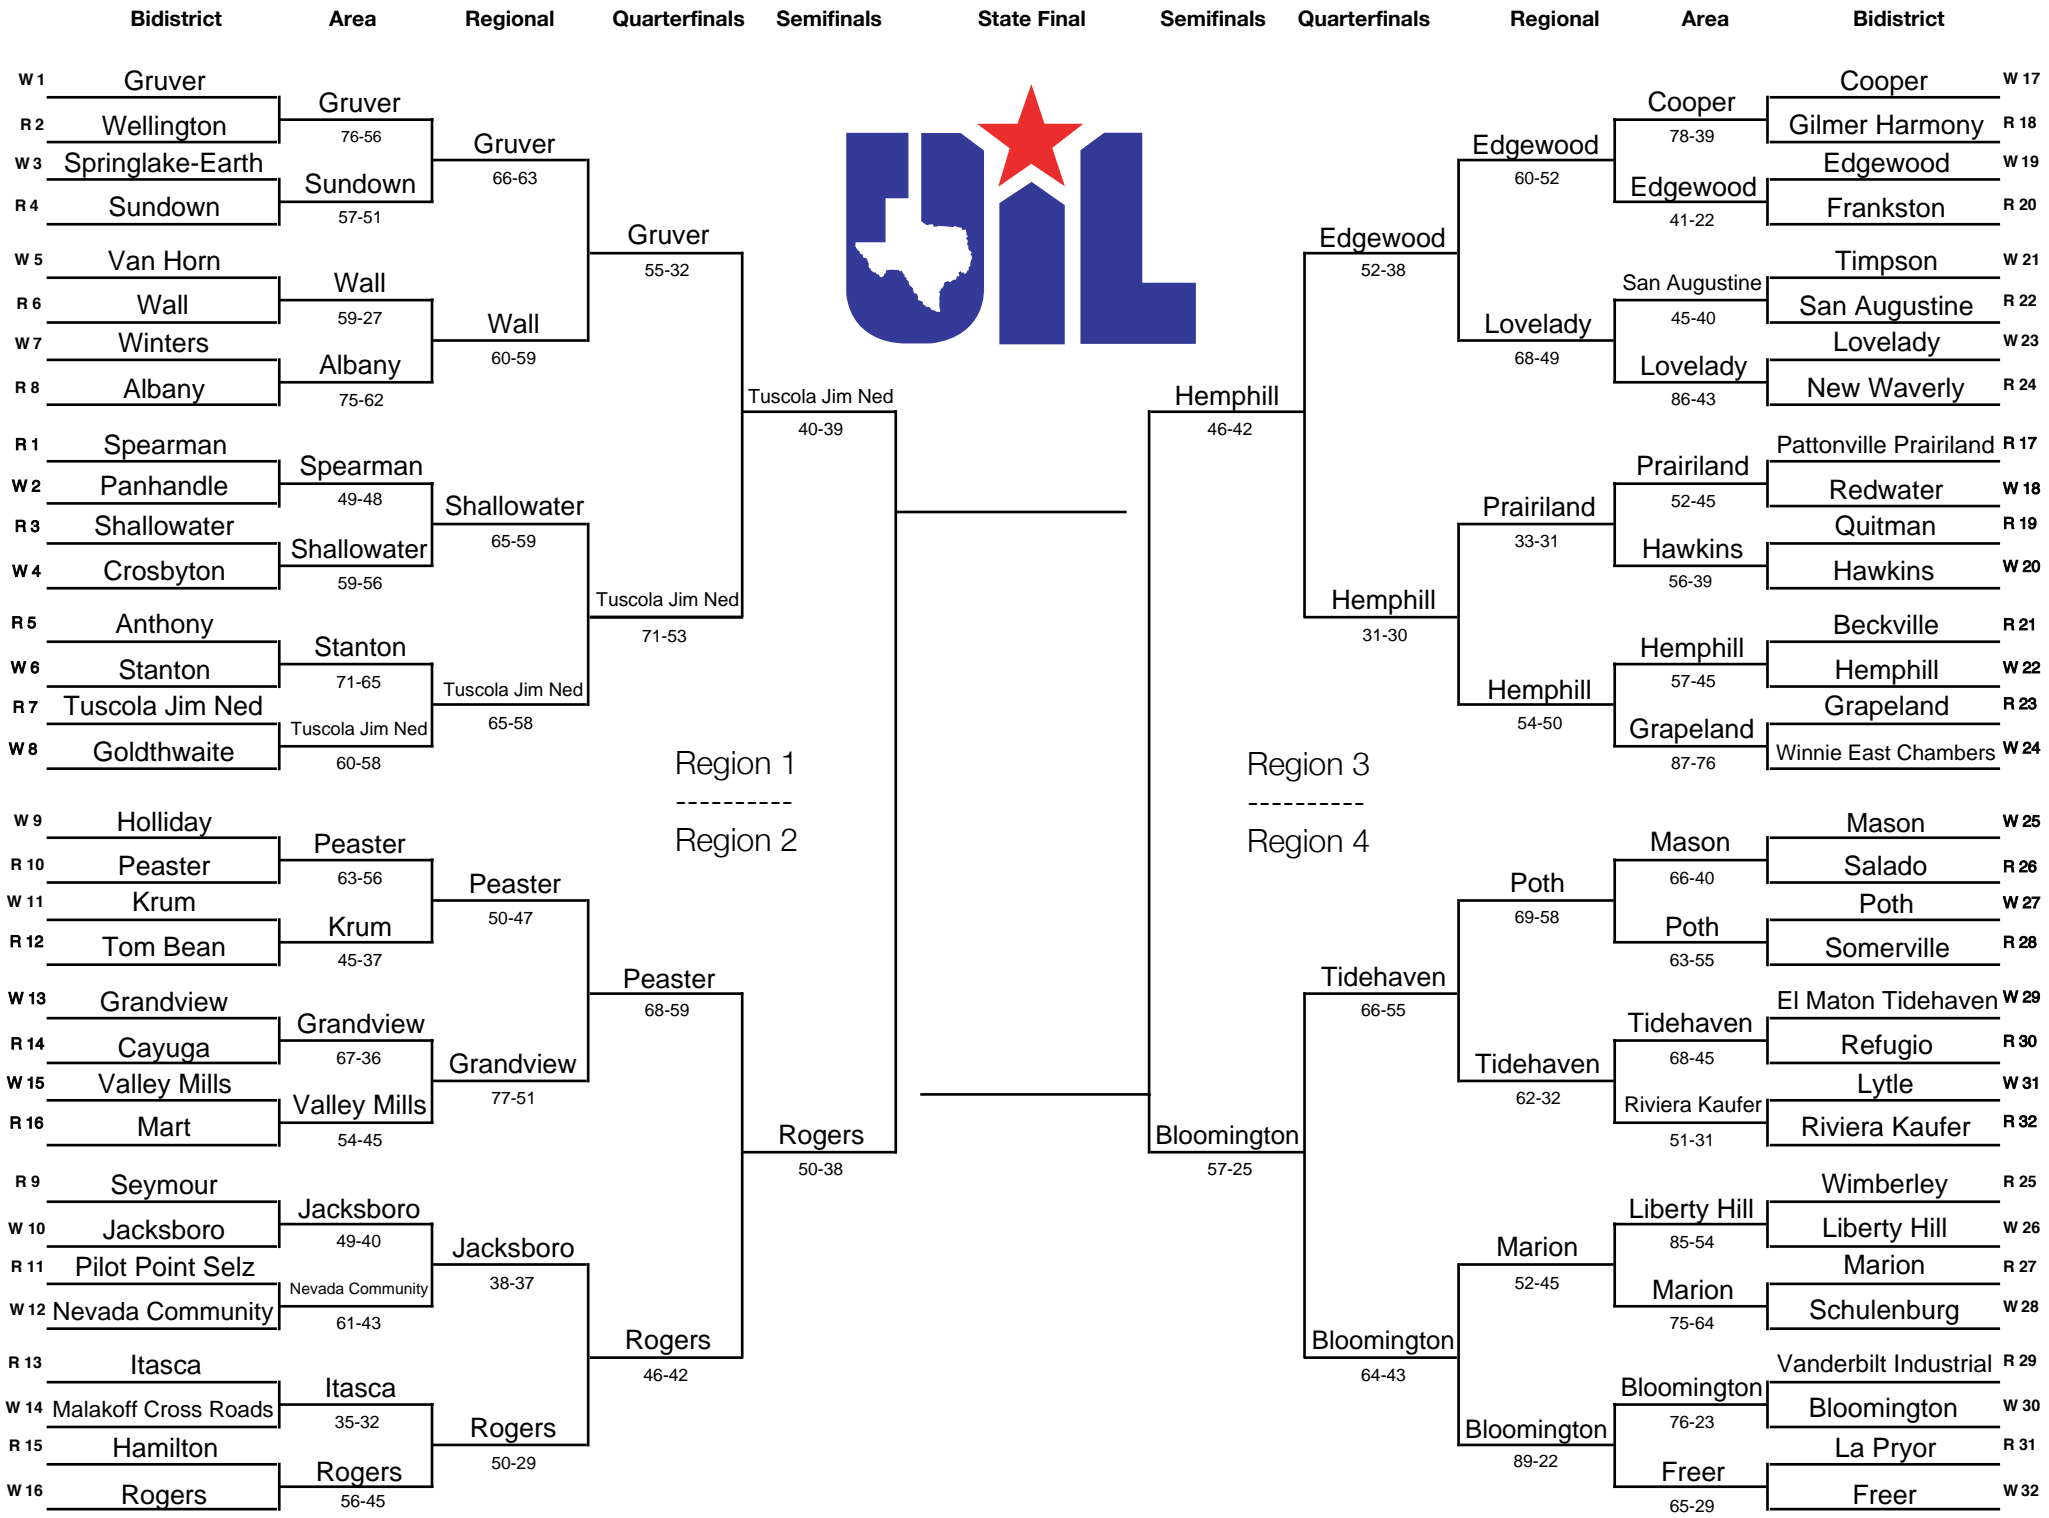 Bidistrict Area Regional Quarterfinals Semifinals State Final Semifinals Quarterfinals Regional Area Bidistrict
W 1 Gruver
Gruver
R 2 Wellington
76-56
Gruver
W 3 Springlake-Earth
66-63
Sundown
R 4 Sundown
57-51
Gruver
55-32
W 5 Van Horn
Wall
R 6 Wall
59-27
Wall
W 7 Winters
60-59
Albany
R 8 Albany
75-62
Tuscola Jim Ned
40-39
R 1 Spearman
Spearman
W 2 Panhandle
49-48
Shallowater
R 3 Shallowater
65-59
Shallowater
W 4 Crosbyton
59-56
Tuscola Jim Ned
71-53
R 5 Anthony
Stanton
W 6 Stanton
71-65
Tuscola Jim Ned
R 7 Tuscola Jim Ned
65-58
Tuscola Jim Ned
W 8 Goldthwaite
60-58
Region 1
----------
Region 2
W 9 Holliday
Peaster
R 10 Peaster
63-56
Peaster
W 11 Krum
50-47
Krum
R 12 Tom Bean
45-37
Peaster
68-59
W 13 Grandview
Grandview
R 14 Cayuga
67-36
Grandview
W 15 Valley Mills
77-51
Valley Mills
R 16 Mart
54-45
Rogers
50-38
R 9 Seymour
Jacksboro
W 10 Jacksboro
49-40
Jacksboro
R 11 Pilot Point Selz
38-37
Nevada Community
W 12 Nevada Community
61-43
Rogers
46-42
R 13 Itasca
Itasca
W 14 Malakoff Cross Roads
35-32
Rogers
R 15 Hamilton
50-29
Rogers
W 16 Rogers
56-45
UIL
Cooper W 17
Cooper
Gilmer Harmony R 18
78-39
Edgewood
Edgewood W 19
60-52
Edgewood
Frankston R 20
41-22
Edgewood
52-38
Timpson W 21
San Augustine
San Augustine R 22
45-40
Lovelady
Lovelady W 23
68-49
Lovelady
New Waverly R 24
86-43
Hemphill
46-42
Pattonville Prairiland R 17
Prairiland
Redwater W 18
52-45
Prairiland
Quitman R 19
33-31
Hawkins
Hawkins W 20
56-39
Hemphill
31-30
Beckville R 21
Hemphill
Hemphill W 22
57-45
Hemphill
Grapeland R 23
54-50
Grapeland
Winnie East Chambers W 24
87-76
Region 3
----------
Region 4
Mason W 25
Mason
Salado R 26
66-40
Poth
Poth W 27
69-58
Poth
Somerville R 28
63-55
Tidehaven
66-55
El Maton Tidehaven W 29
Tidehaven
Refugio R 30
68-45
Tidehaven
Lytle W 31
62-32
Riviera Kaufer
Riviera Kaufer R 32
51-31
Bloomington
57-25
Wimberley R 25
Liberty Hill
Liberty Hill W 26
85-54
Marion
Marion R 27
52-45
Marion
Schulenburg W 28
75-64
Bloomington
64-43
Vanderbilt Industrial R 29
Bloomington
Bloomington W 30
76-23
Bloomington
La Pryor R 31
89-22
Freer
Freer W 32
65-29